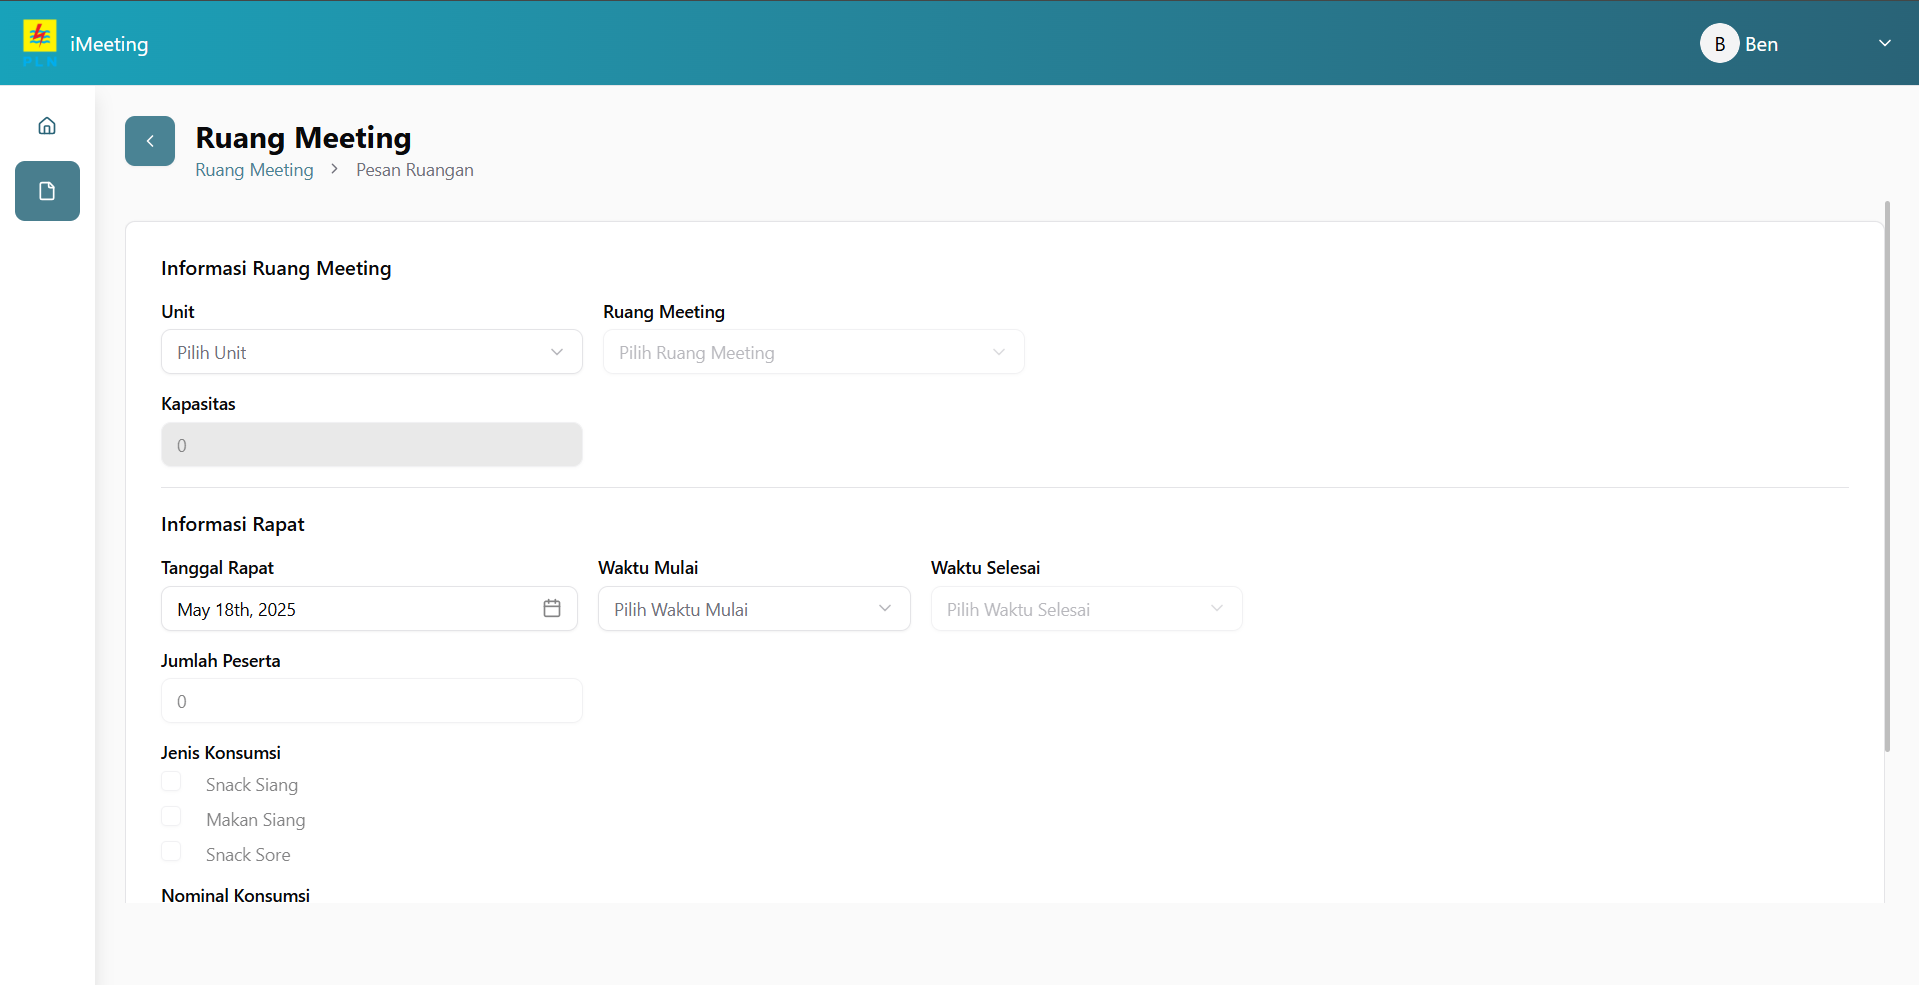 PLN
iMeeting
B Ben
Ruang Meeting
Ruang Meeting > Pesan Ruangan
Informasi Ruang Meeting
Unit Ruang Meeting
Pilih Unit Pilih Ruang Meeting
Kapasitas
0
Informasi Rapat
Tanggal Rapat Waktu Mulai Waktu Selesai
May 18th, 2025 Pilih Waktu Mulai Pilih Waktu Selesai
Jumlah Peserta
0
Jenis Konsumsi
Snack Siang
Makan Siang
Snack Sore
Nominal Konsumsi